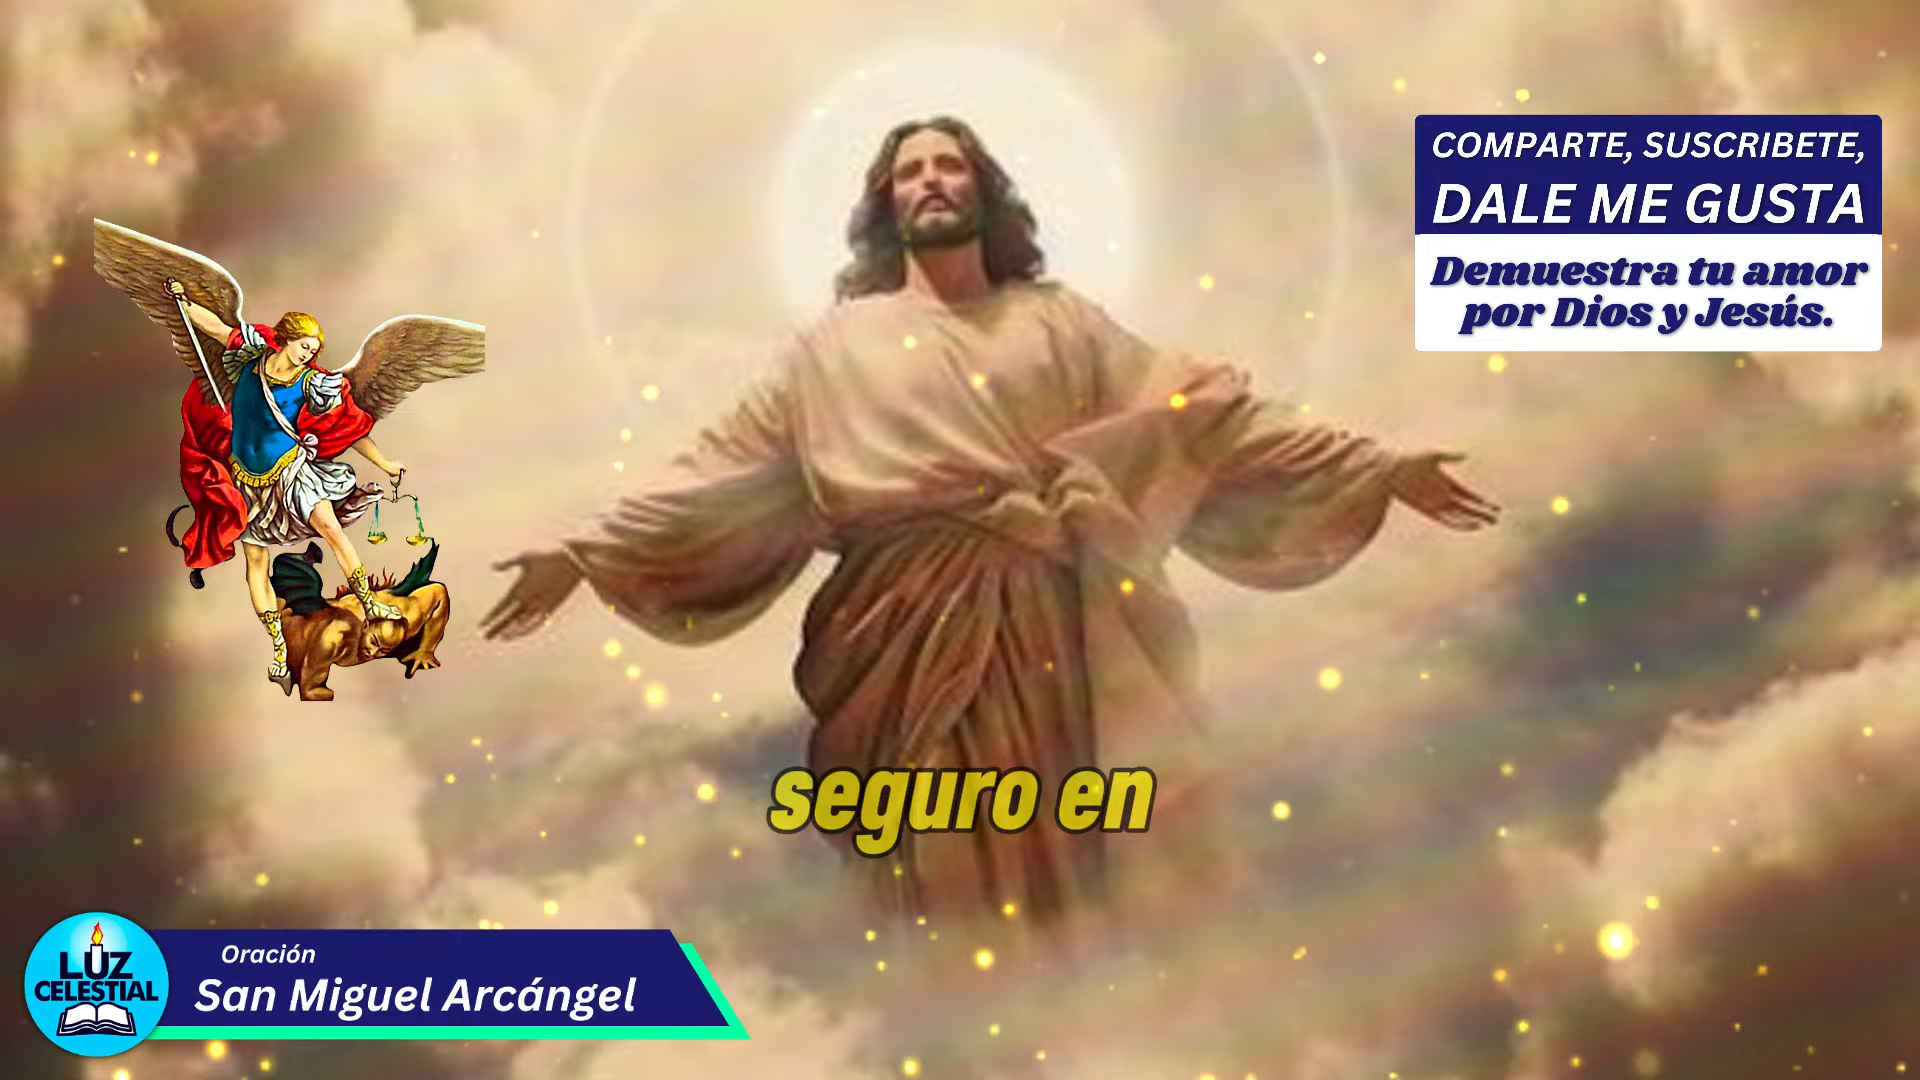 COMPARTE, SUSCRIBETE,
DALE ME GUSTA
Demuestra tu amor
por Dios y Jesús.
seguro en
LUZ
CELESTIAL
Oración
San Miguel Arcángel